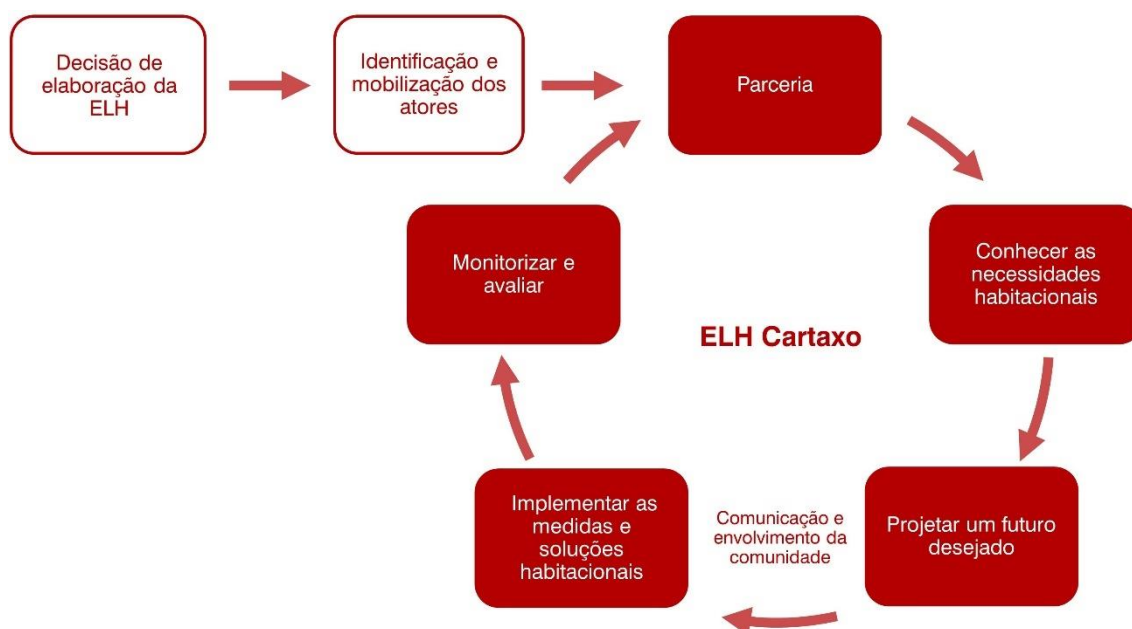 Decisão de
elaboração da
ELH
Identificação e
mobilização dos
atores
Parceria
Conhecer as
necessidades
habitacionais
Projetar um futuro
desejado
Comunicação e
envolvimento da
comunidade
Implementar as
medidas e
soluções
habitacionais
Monitorizar e
avaliar
ELH Cartaxo